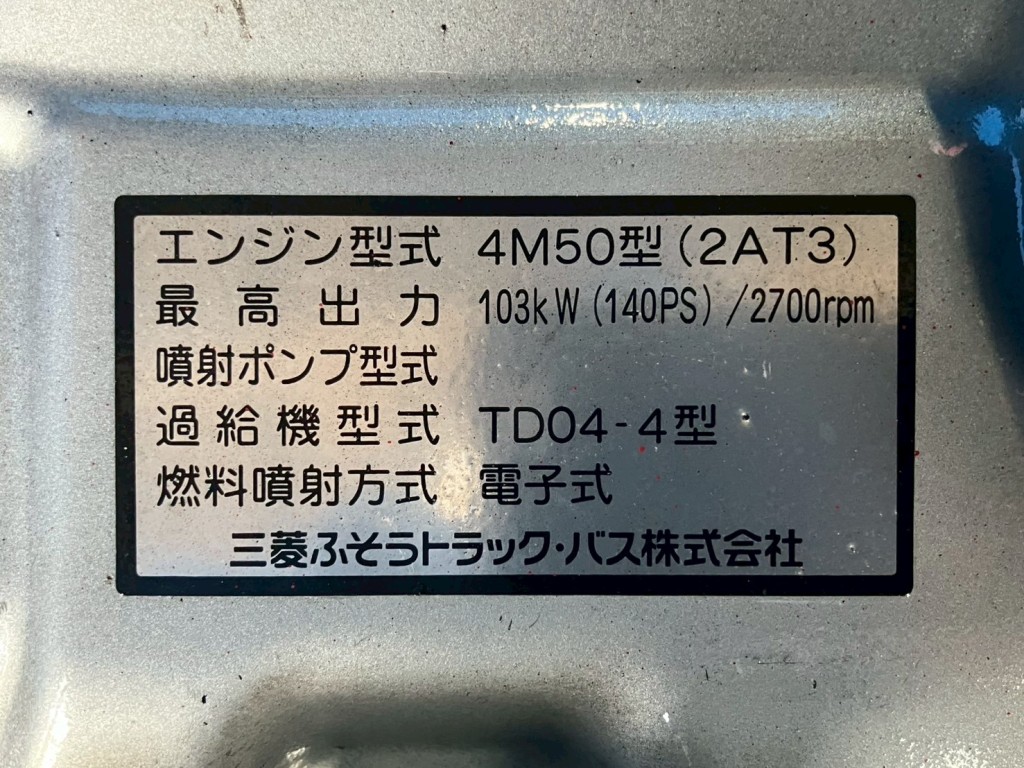 エンジン型式 4M50型(2AT3)
最高出力 103kW(140PS)/2700rpm
噴射ポンプ型式
過給機型式 TD04-4型
燃料噴射方式 電子式
三菱ふそうトラック・バス株式会社